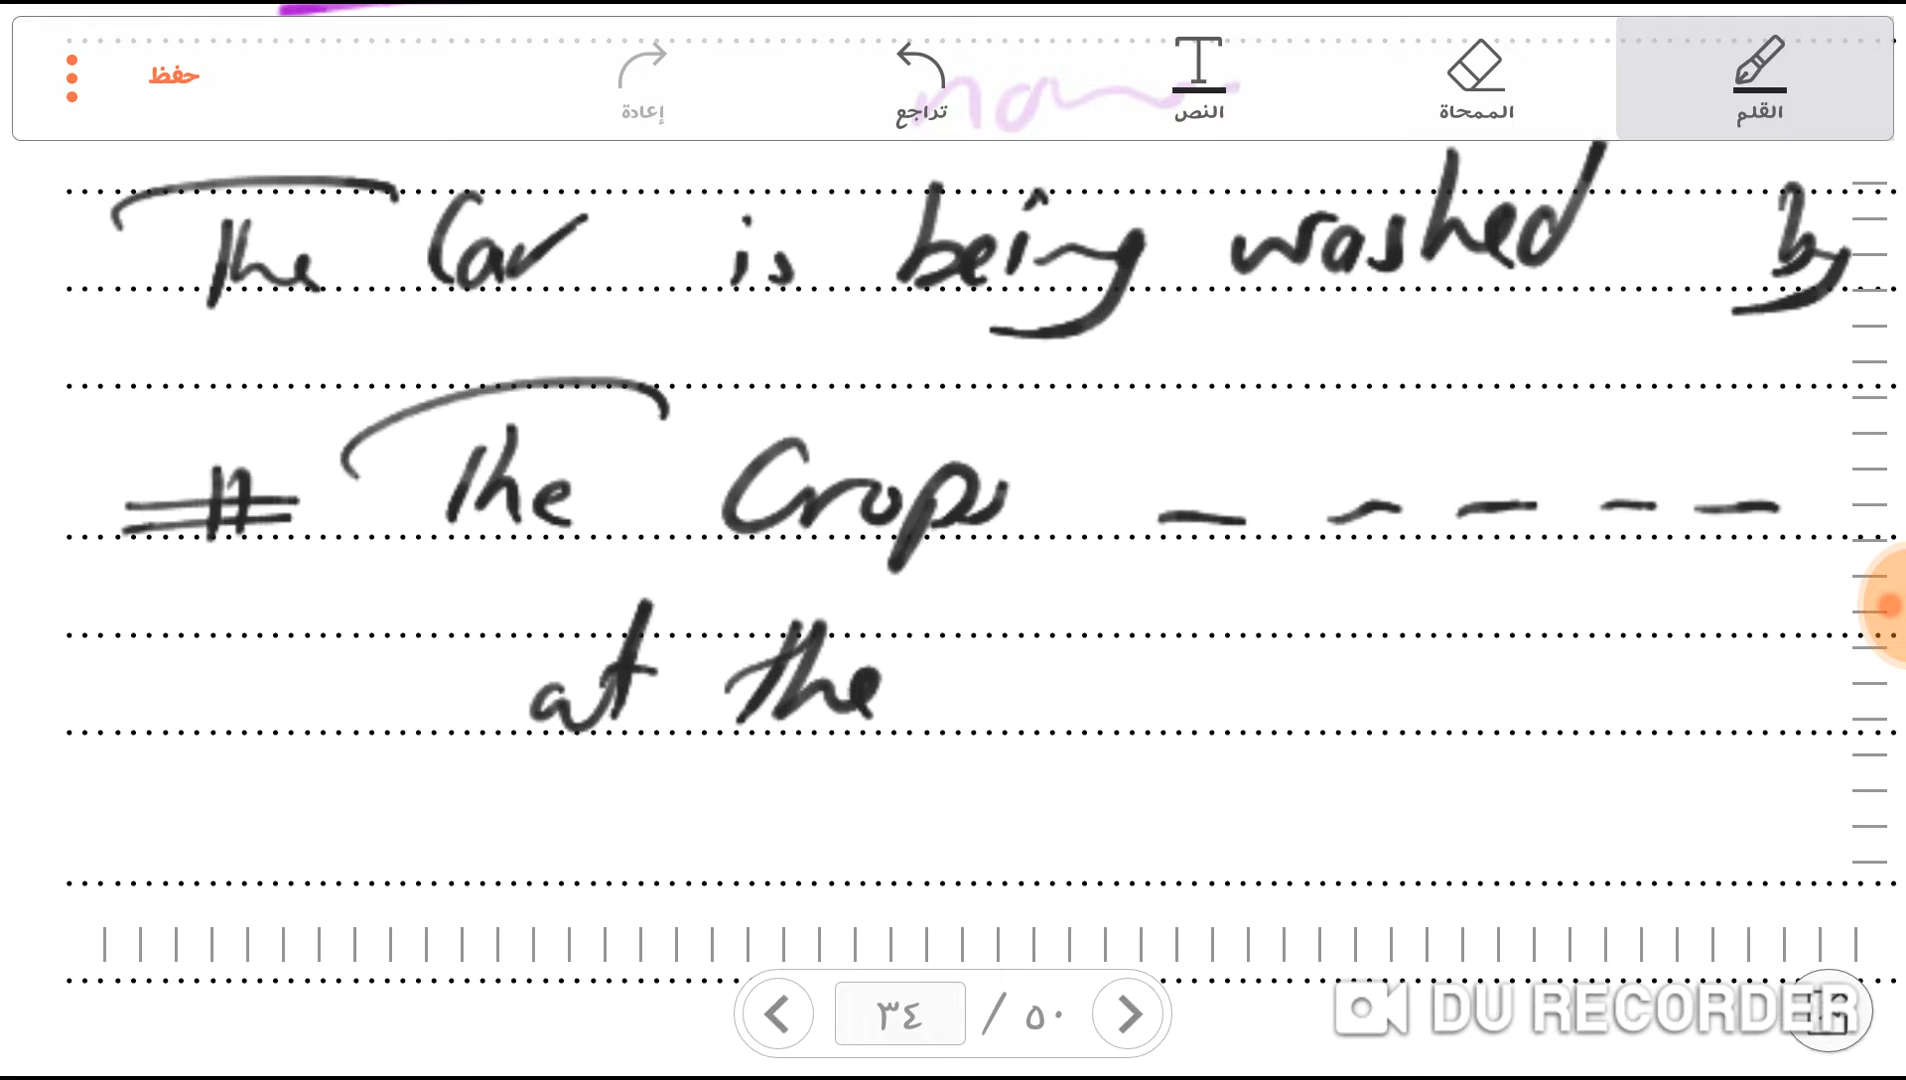 حفظ إعادة تراجع النص الممحاة القلم
The Car is being washed by
# The Crops – – – – –
at the
٣٤ / ٥٠
DU RECORDER